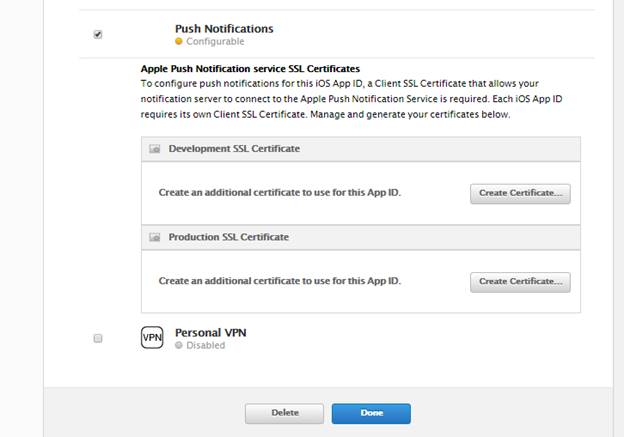 Push Notifications
Configurable
Apple Push Notification service SSL Certificates
To configure push notifications for this iOS App ID, a Client SSL Certificate that allows your
notification server to connect to the Apple Push Notification Service is required. Each iOS App ID
requires its own Client SSL Certificate. Manage and generate your certificates below.
Development SSL Certificate
Create an additional certificate to use for this App ID.
Create Certificate...
Production SSL Certificate
Create an additional certificate to use for this App ID.
Create Certificate...
VPN
Personal VPN
Disabled
Delete
Done